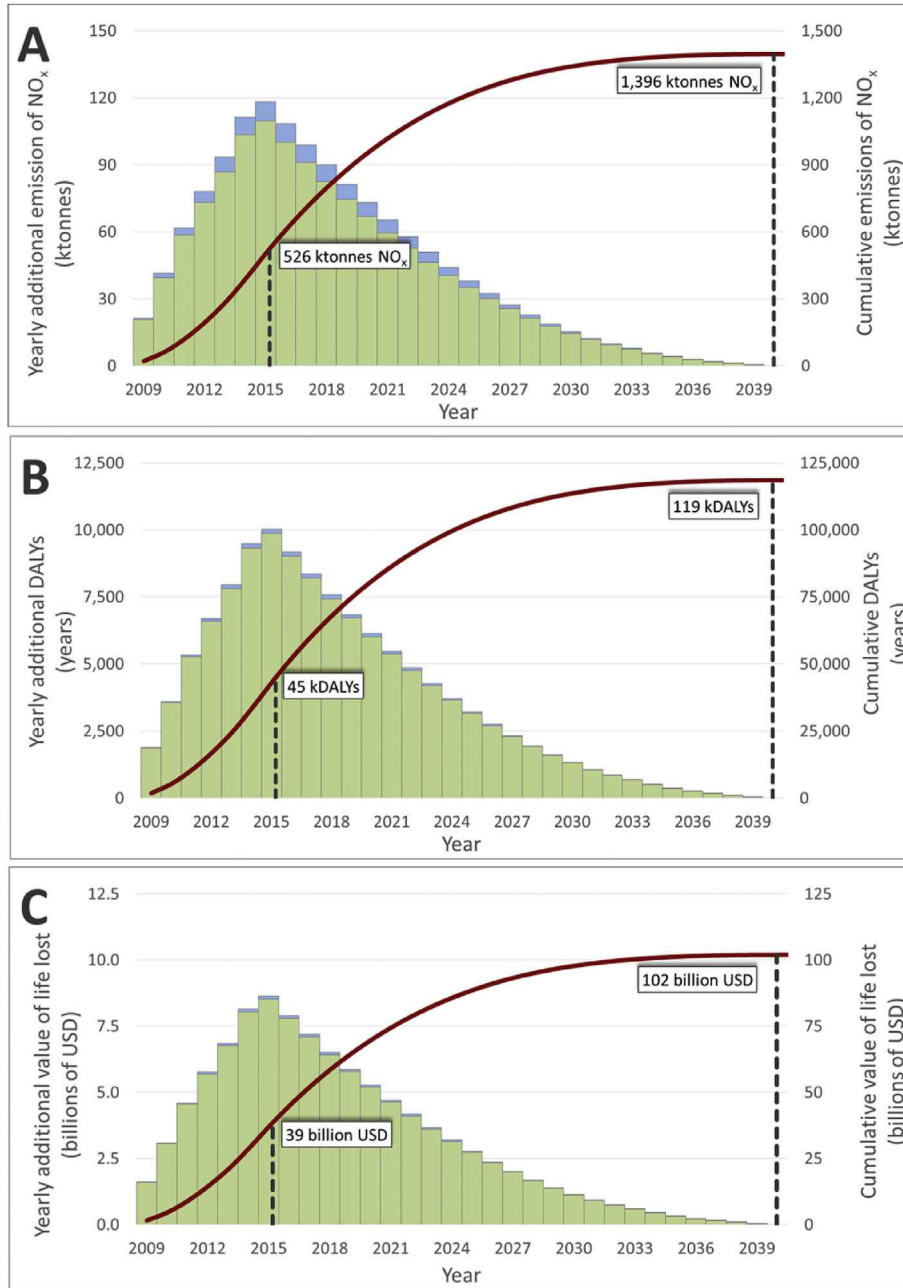 A
Yearly additional emission of NOx
(ktonnes)
150
120
90
60
30
0
1,500
1,200
900
600
300
0
Cumulative emissions of NOx
(ktonnes)
1,396 ktonnes NOx
526 ktonnes NOx
2009 2012 2015 2018 2021 2024 2027 2030 2033 2036 2039
Year
B
Yearly additional DALYs
(years)
12,500
10,000
7,500
5,000
2,500
0
125,000
100,000
75,000
50,000
25,000
0
Cumulative DALYs
(years)
119 kDALYs
45 kDALYs
2009 2012 2015 2018 2021 2024 2027 2030 2033 2036 2039
Year
C
Yearly additional value of life lost
(billions of USD)
12.5
10.0
7.5
5.0
2.5
0.0
125
100
75
50
25
0
Cumulative value of life lost
(billions of USD)
102 billion USD
39 billion USD
2009 2012 2015 2018 2021 2024 2027 2030 2033 2036 2039
Year